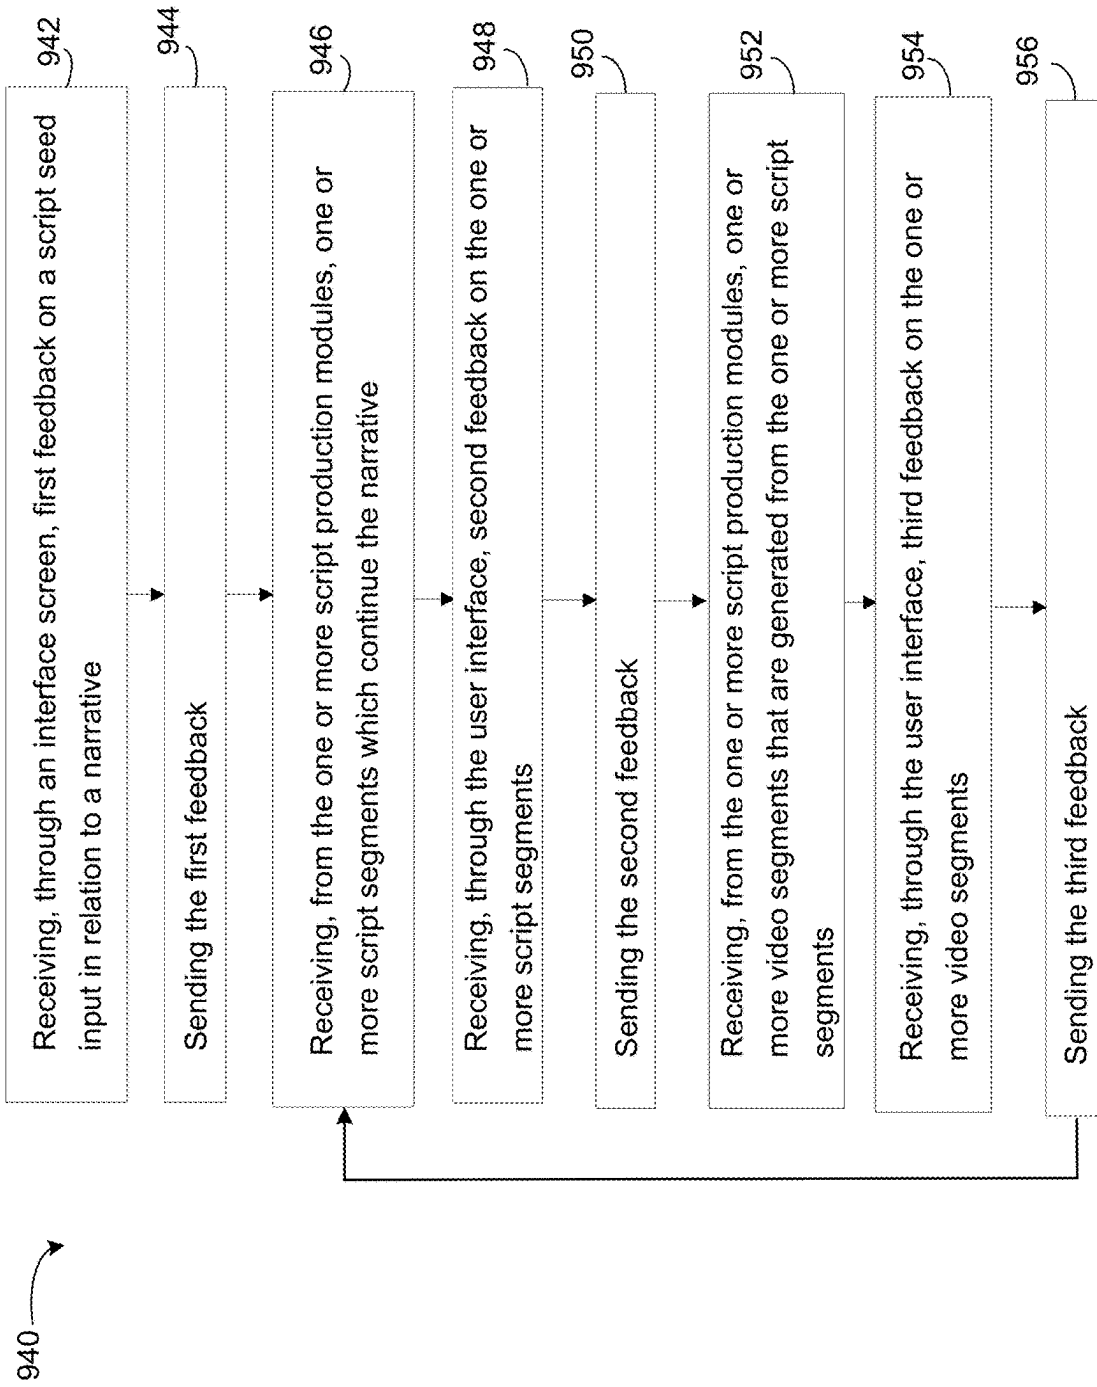 940
942
Receiving, through an interface screen, first feedback on a script seed
input in relation to a narrative
944
Sending the first feedback
946
Receiving, from the one or more script production modules, one or
more script segments which continue the narrative
948
Receiving, through the user interface, second feedback on the one or
more script segments
950
Sending the second feedback
952
Receiving, from the one or more script production modules, one or
more video segments that are generated from the one or more script
segments
954
Receiving, through the user interface, third feedback on the one or
more video segments
956
Sending the third feedback